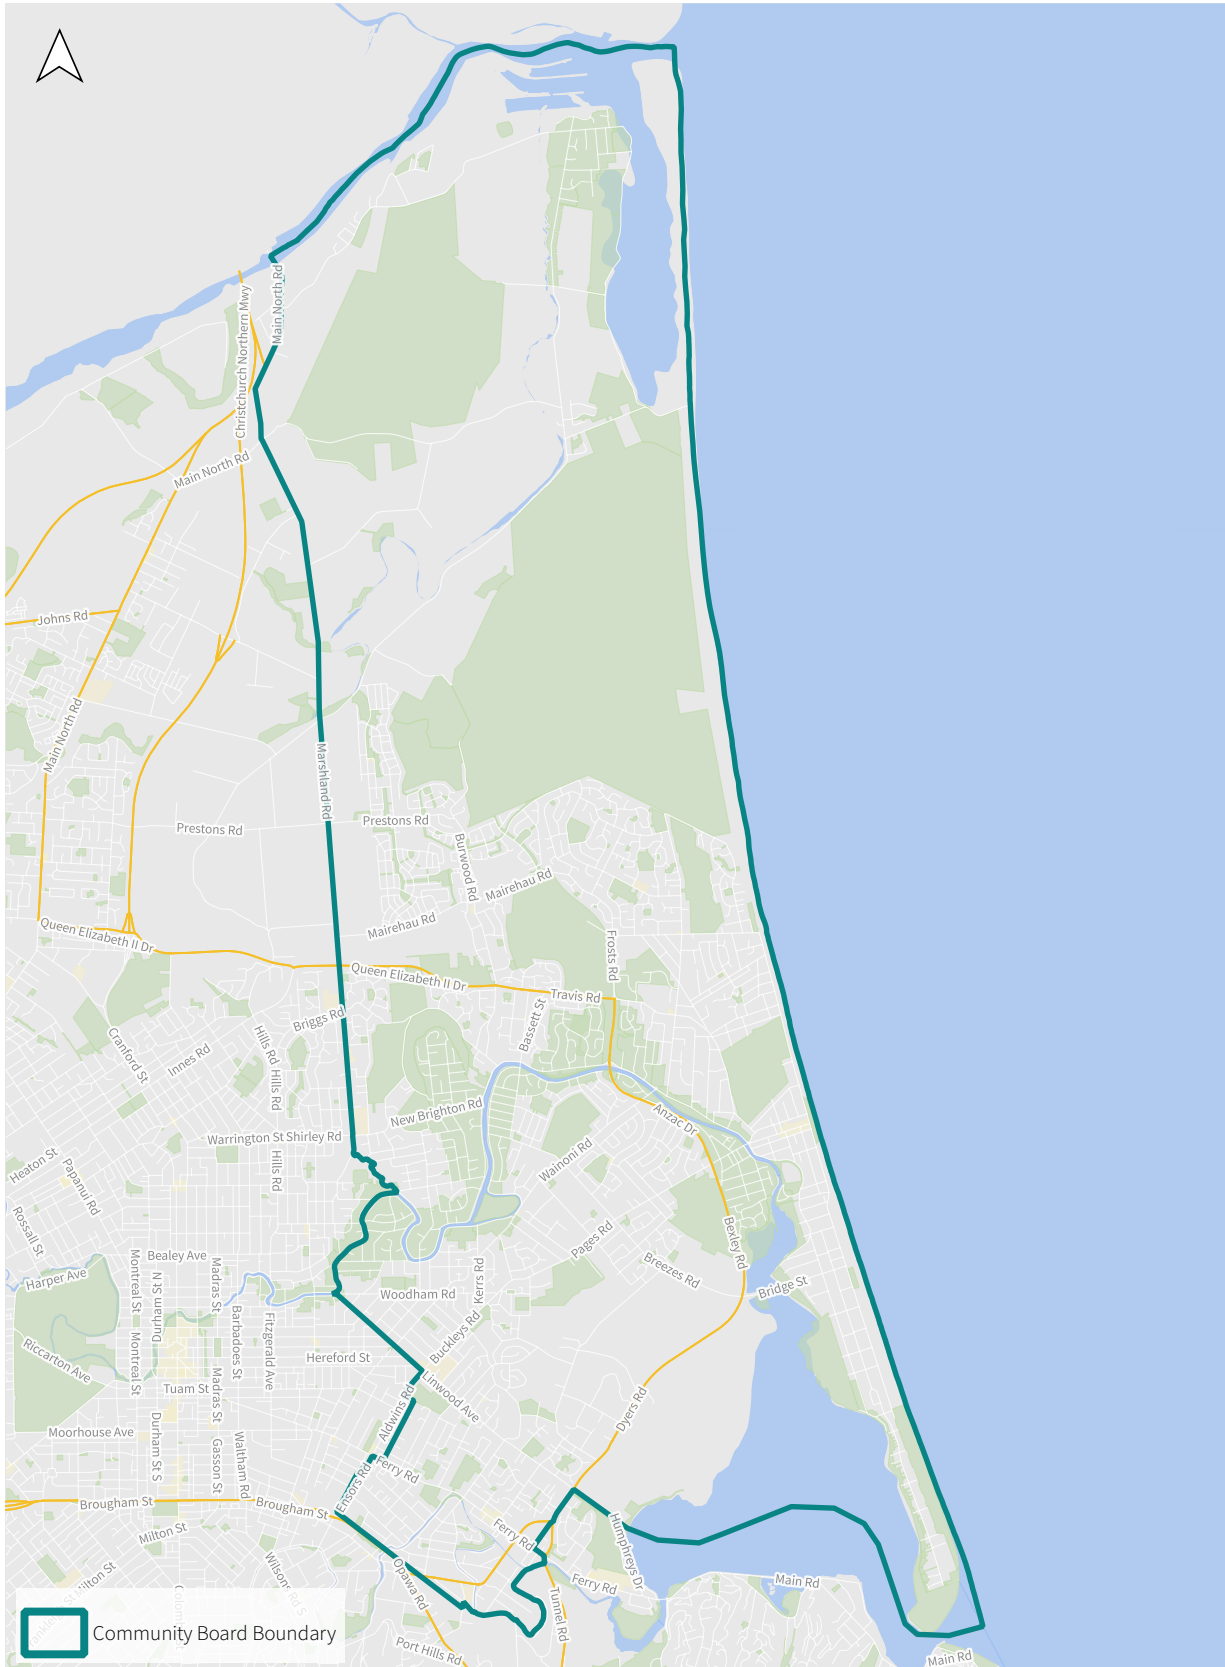 Main North Rd
Christchurch Northern Mwy
Main North Rd
Johns Rd
Main North Rd
Marshland Rd
Prestons Rd
Prestons Rd
Burwood Rd
Mairehau Rd
Mairehau Rd
Queen Elizabeth II Dr
Frosts Rd
Queen Elizabeth II Dr
Travis Rd
Bassett St
Briggs Rd
Cranford St
Hills Rd
Innes Rd
Hills Rd
New Brighton Rd
Anzac Dr
Warrington St
Shirley Rd
Heaton St
Papanui Rd
Hills Rd
Wainoni Rd
Rossall St
Pages Rd
Bexley Rd
Bealey Ave
Breezes Rd
Harper Ave
Montreal St
Durham St N
Madras St
Kerrs Rd
Woodham Rd
Bridge St
Barbadoes St
Fitzgerald Ave
Buckleys Rd
Riccarton Ave
Montreal St
Hereford St
Madras St
Tuam St
Linwood Ave
Aldwins Rd
Dyers Rd
Moorhouse Ave
Durham St S
Gasson St
Waltham Rd
Ferry Rd
Ensors Rd
Brougham St
Brougham St
Milton St
Ferry Rd
Humphreys Dr
Milton St
Wilsons Rd S
Opawa Rd
Ferry Rd
Main Rd
Tunnel Rd
Port Hills Rd
Main Rd
Community Board Boundary